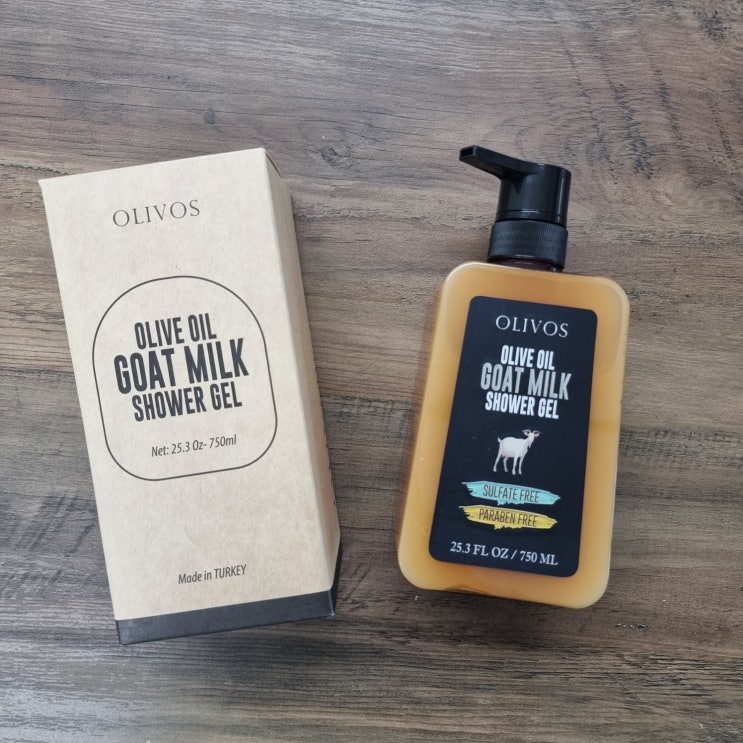 OLIVOS
OLIVE OIL
GOAT MILK
SHOWER GEL
Net: 25.3 Oz- 750ml
Made in TURKEY
OLIVOS
OLIVE OIL
GOAT MILK
SHOWER GEL
SULFATE FREE
PARABEN FREE
25.3 FL OZ / 750 ML